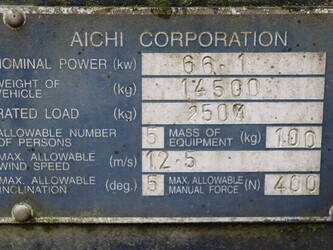 AICHI CORPORATION
NOMINAL POWER (kw) 66.1
WEIGHT OF VEHICLE (kg) 14500
RATED LOAD (kg) 250
ALLOWABLE NUMBER OF PERSONS 5 MASS OF EQUIPMENT (kg) 100
MAX. ALLOWABLE WIND SPEED (m/s) 12.5
MAX. ALLOWABLE INCLINATION (deg.) 5 MAX. ALLOWABLE MANUAL FORCE (N) 400